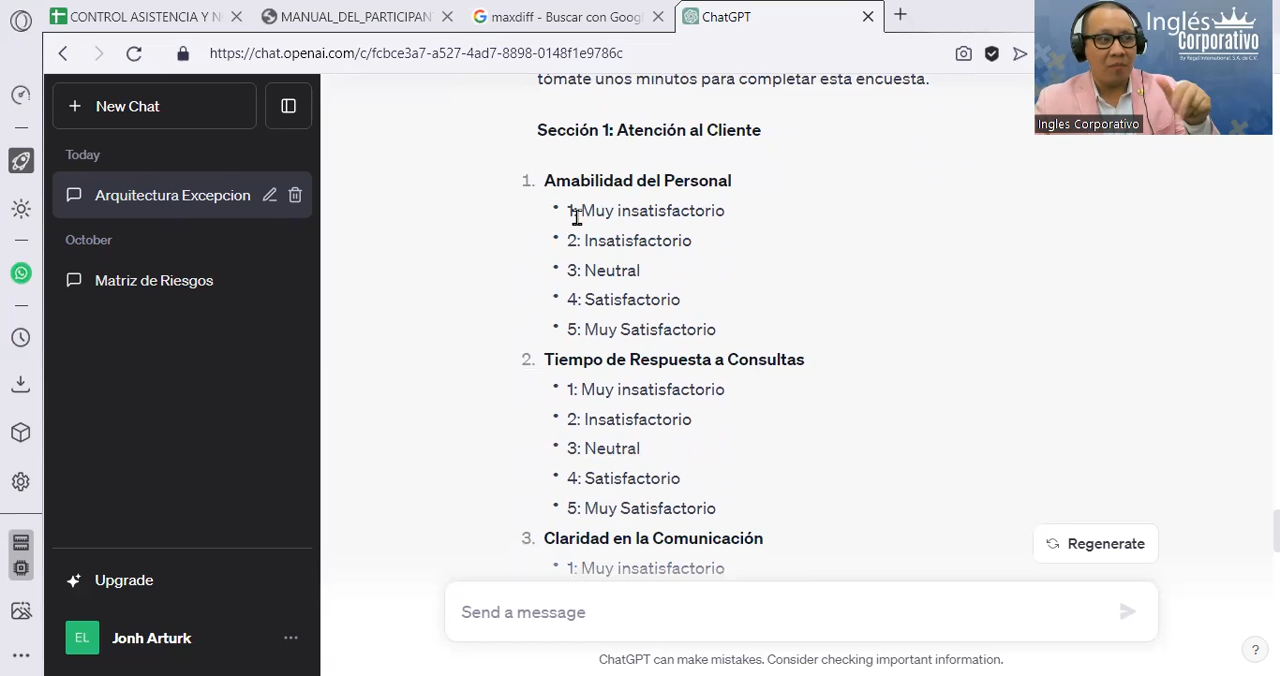 CONTROL ASISTENCIA Y N
MANUAL_DEL_PARTICIPAN
maxdiff - Buscar con Goog
ChatGPT
https://chat.openai.com/c/fcbce3a7-a527-4ad7-8898-0148f1e9786c
Inglés
Corporativo
By Regal International, S.A. de C.V.
Ingles Corporativo
New Chat
Today
Arquitectura Excepcion
October
Matriz de Riesgos
Upgrade
EL
Jonh Arturk
tómate unos minutos para completar esta encuesta.
Sección 1: Atención al Cliente
1. Amabilidad del Personal
1: Muy insatisfactorio
2: Insatisfactorio
3: Neutral
4: Satisfactorio
5: Muy Satisfactorio
2. Tiempo de Respuesta a Consultas
1: Muy insatisfactorio
2: Insatisfactorio
3: Neutral
4: Satisfactorio
5: Muy Satisfactorio
3. Claridad en la Comunicación
1: Muy insatisfactorio
Regenerate
Send a message
ChatGPT can make mistakes. Consider checking important information.
?